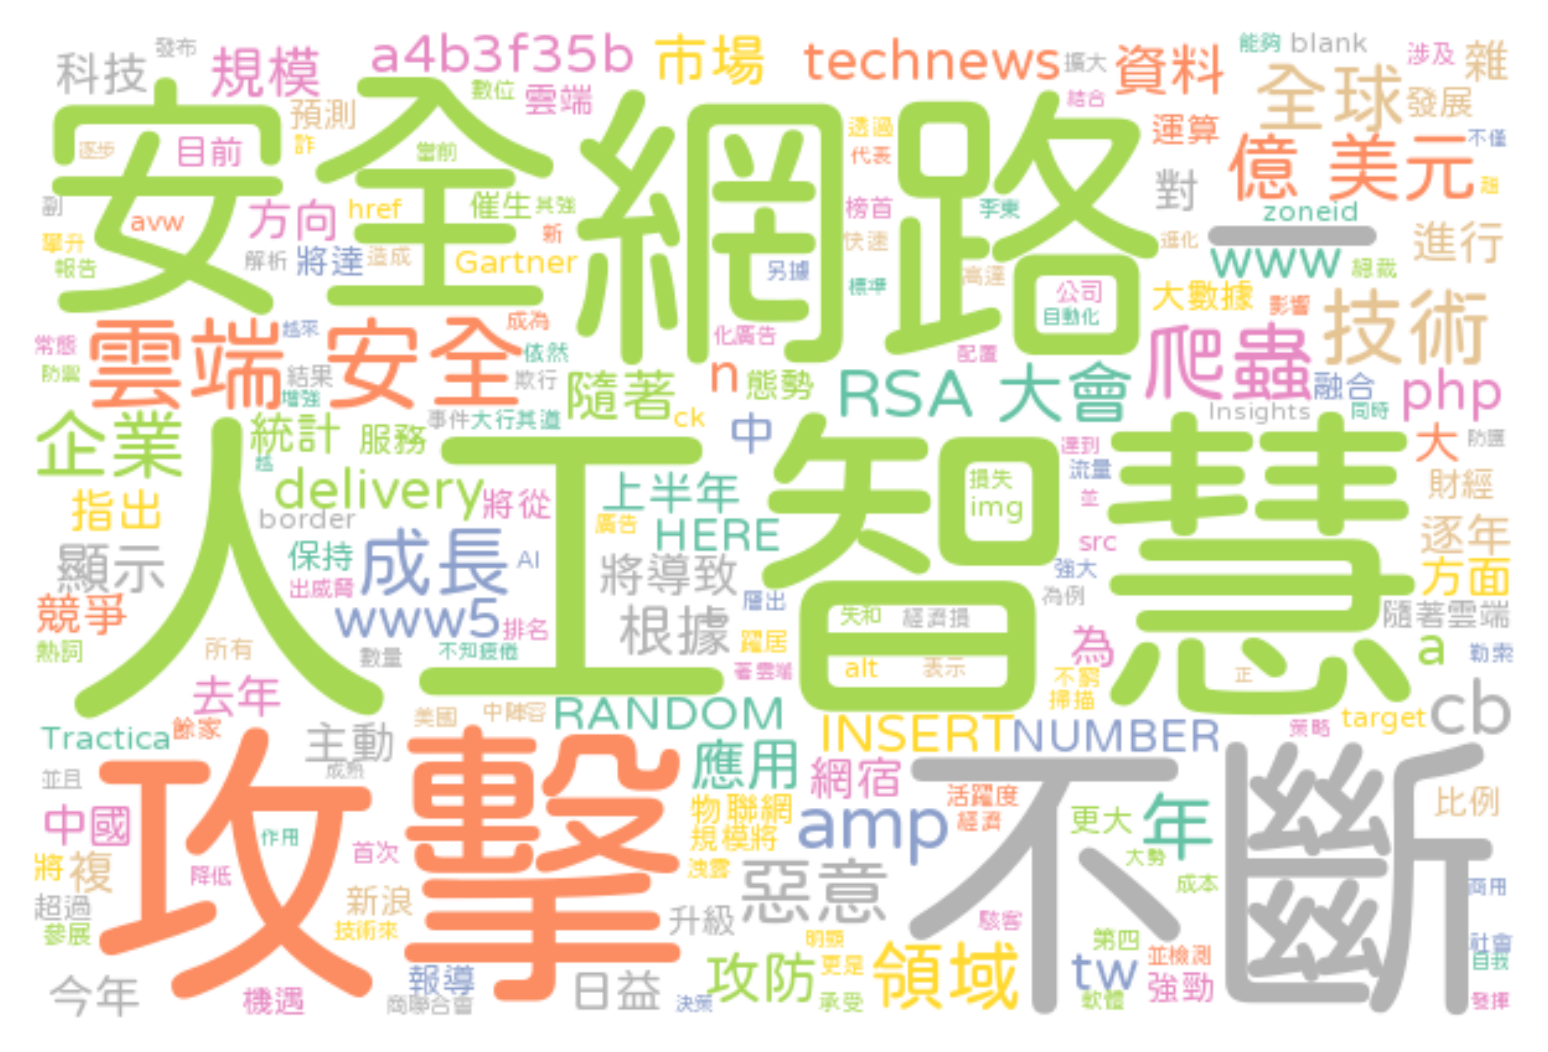 科技 發布 規模 a4b3f35b 市場 technews 擴大 資料 能夠 blank 涉及 雜
安全 網路 預測 數位 雲端 結合 全球 發展
逐步 目前 詐 當前 透過 代表 運算 億 美元 不僅
副 avw 方向 href 催生 其強 新 榜首 李東 對 zoneid 趨
攀升 報告 解析 將達 造成 Gartner 快速 另據 標準 高達 進化 一 www 總裁 進行
公司 自動化 大數據 影響 技術
常態 雲端 安全 越來 成為 依然 化廣告 配置 爬蟲
防禦 結果 增強 欺行 隨著 n 態勢 RSA 大會 融合 php
企業 統計 服務 事件 大行其道 ck 中 Insights 同時 大 防護
人工 智慧 越 delivery 將從 上半年 損失 img 達到 流量 並 財經
指出 border 廣告 HERE src 逐年
顯示 保持 成長 AI 將導致 強大 方面
出威脅 競爭 www5 排名 根據 層出 失和 經濟損 為例 隨著雲端
熱詞 所有 數量 不知疲倦 躍居 alt 表示 為 a 勒索
著雲端 不窮 掃描 正
去年 美國 中陣容 RANDOM INSERT NUMBER 策略 target cb
Tractica 餘家 主動 攻擊 應用 網宿 不斷
並且 成熟 物聯網 amp 活躍度 比例
中國 作用 首次 規模將 經濟 更大 年
將 複 降低 洩露 惡意 大勢 成本 商用
超過 新浪 升級 駭客
參展 技術來 明顯 第四 社會
今年 機遇 報導 日益 攻防 更是 領域 tw 並檢測 自我
商聯合會 決策 承受 軟體 強勁 發揮